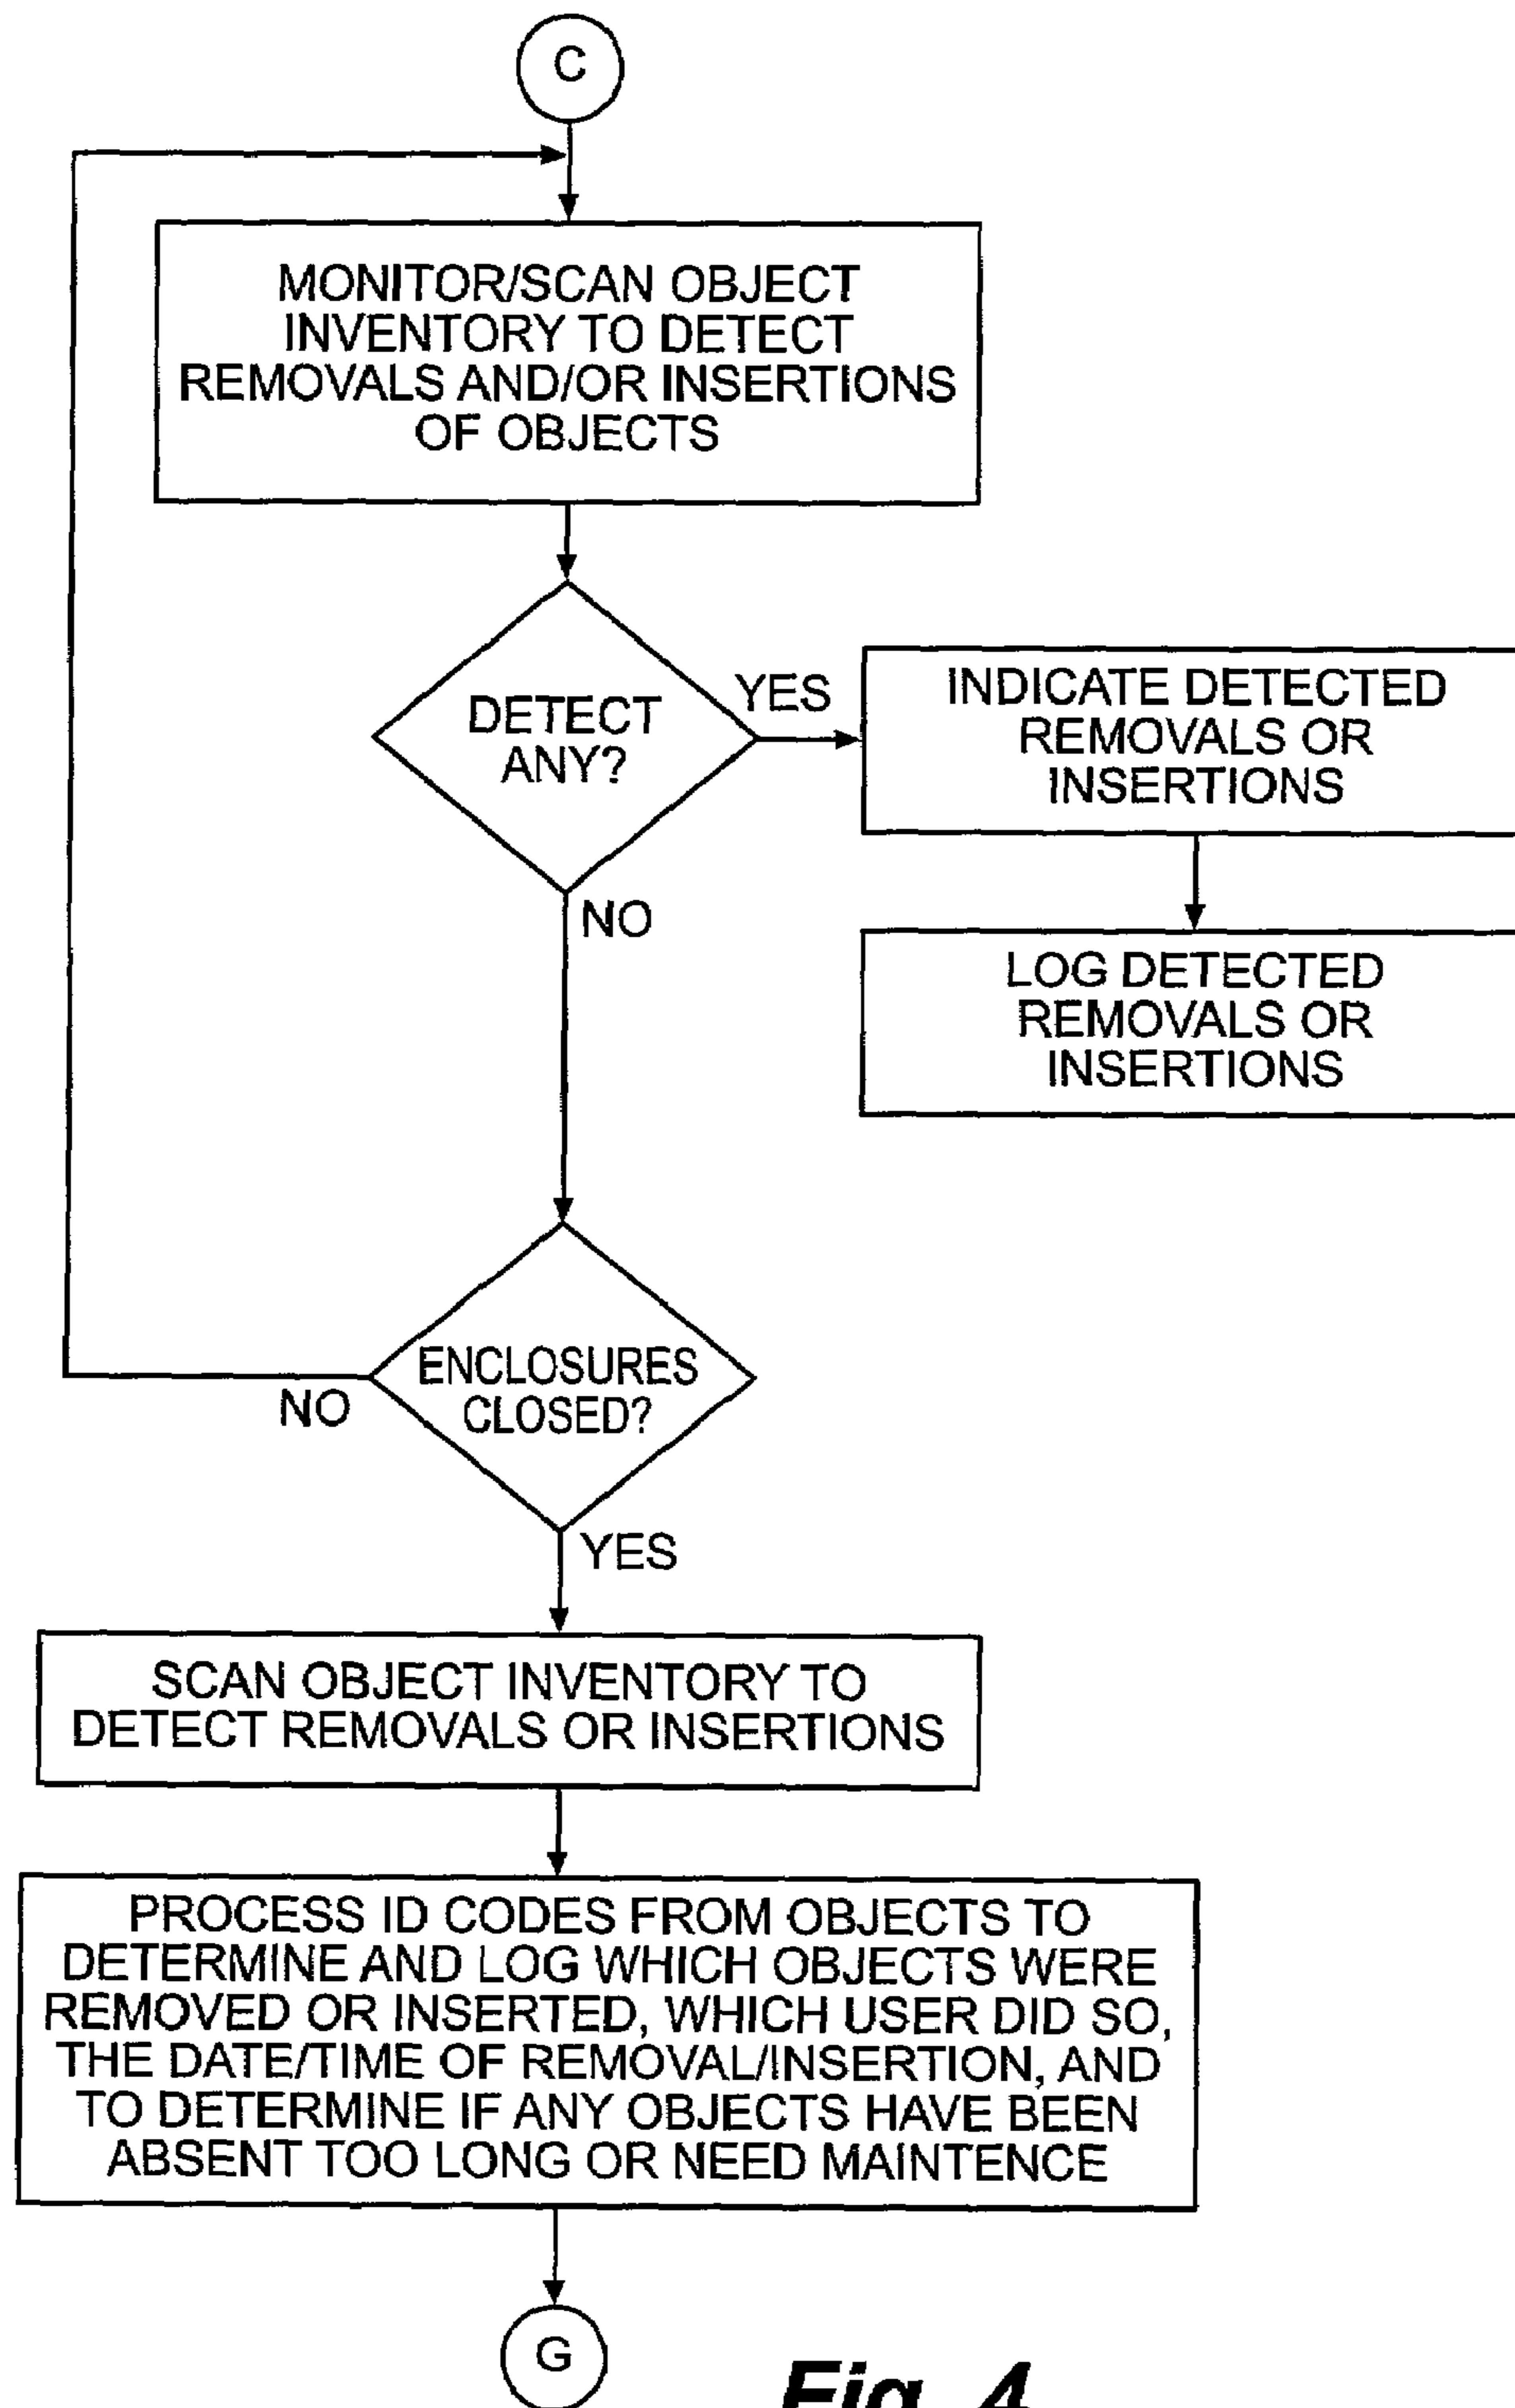 C
MONITOR/SCAN OBJECT
INVENTORY TO DETECT
REMOVALS AND/OR INSERTIONS
OF OBJECTS
DETECT
ANY?
YES
NO
INDICATE DETECTED
REMOVALS OR
INSERTIONS
LOG DETECTED
REMOVALS OR
INSERTIONS
ENCLOSURES
CLOSED?
NO
YES
SCAN OBJECT INVENTORY TO
DETECT REMOVALS OR INSERTIONS
PROCESS ID CODES FROM OBJECTS TO
DETERMINE AND LOG WHICH OBJECTS WERE
REMOVED OR INSERTED, WHICH USER DID SO,
THE DATE/TIME OF REMOVAL/INSERTION, AND
TO DETERMINE IF ANY OBJECTS HAVE BEEN
ABSENT TOO LONG OR NEED MAINTENCE
G
Fig. 4